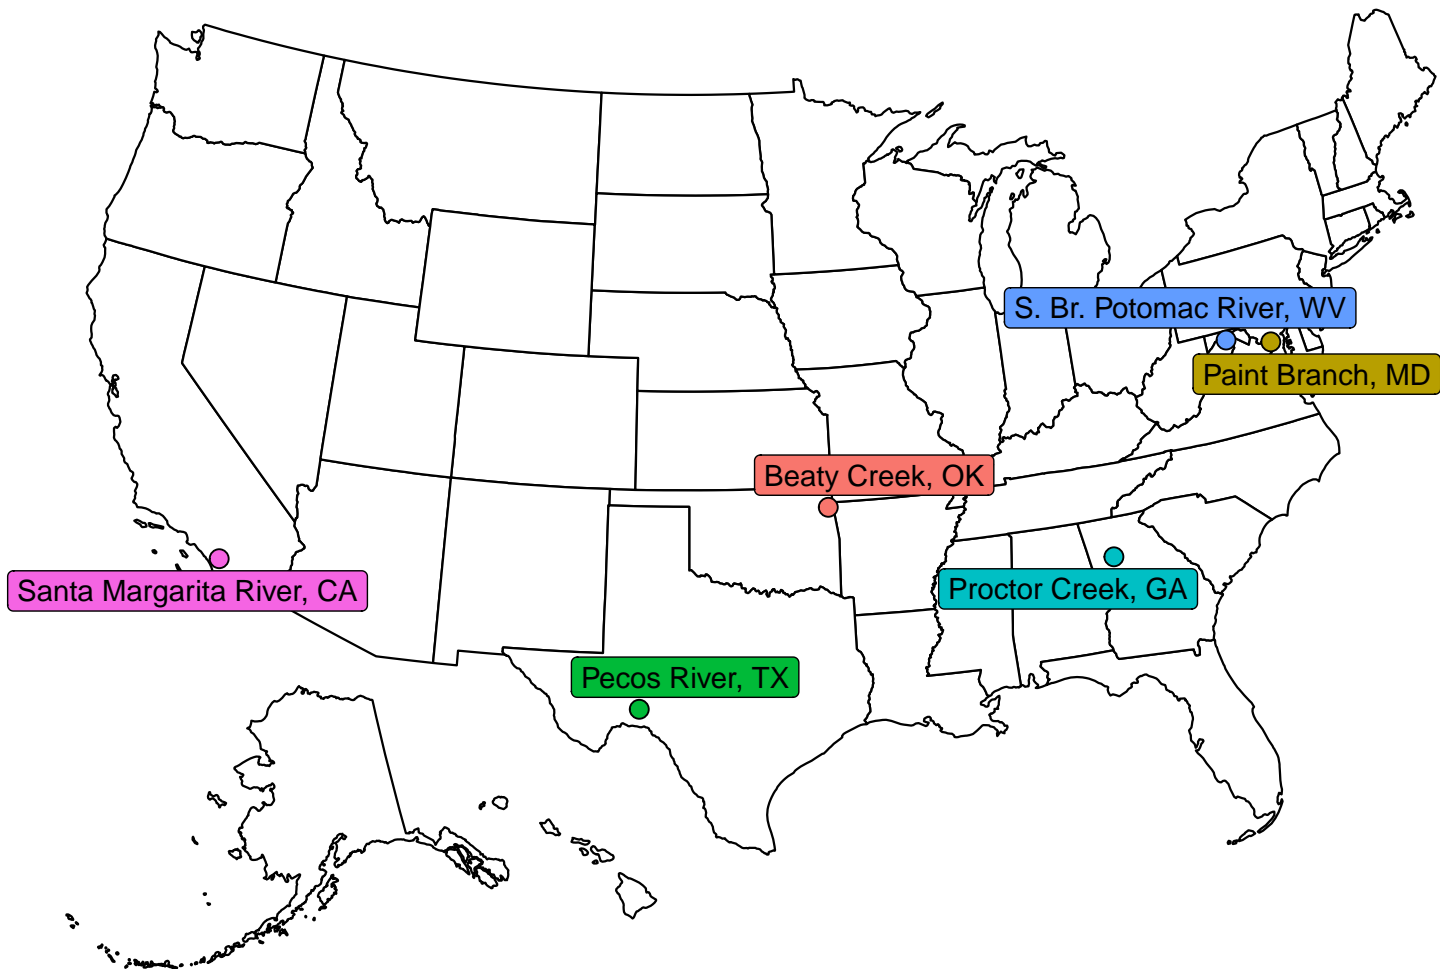 S. Br. Potomac River, WV
Paint Branch, MD
Beaty Creek, OK
Santa Margarita River, CA
Proctor Creek, GA
Pecos River, TX